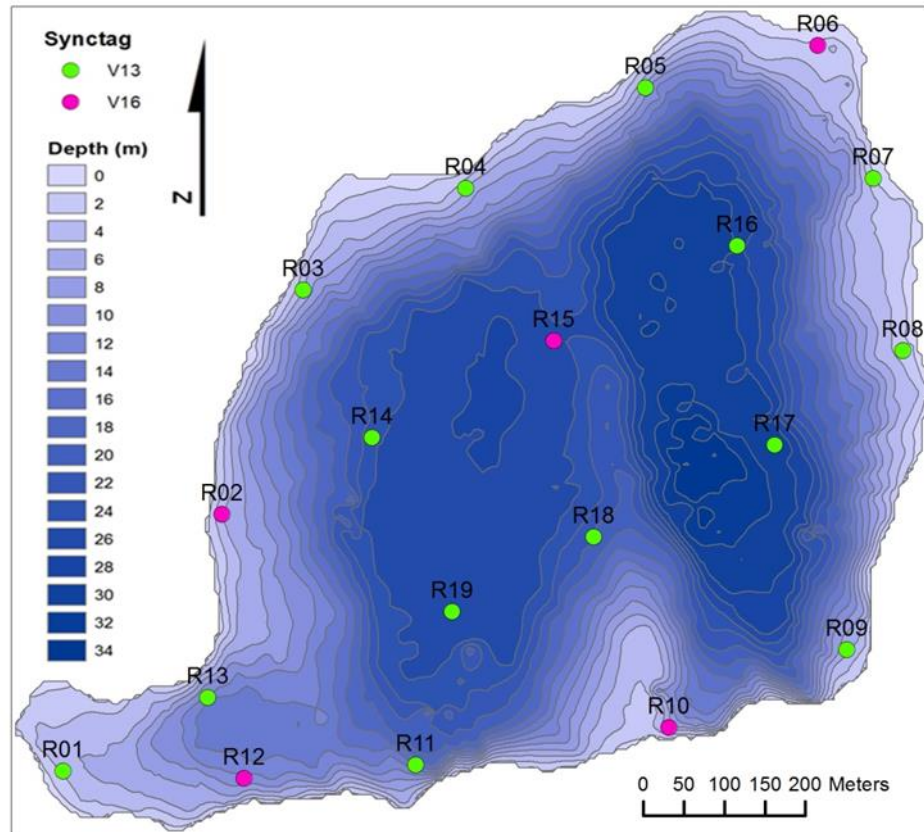 Synctag
V13
V16
N
Depth (m)
0
2
4
6
8
10
12
14
16
18
20
22
24
26
28
30
32
34
R06
R05
R07
R04
R16
R03
R15
R08
R14
R17
R02
R18
R19
R09
R13
R10
R01
R12
R11
0 50 100 150 200 Meters